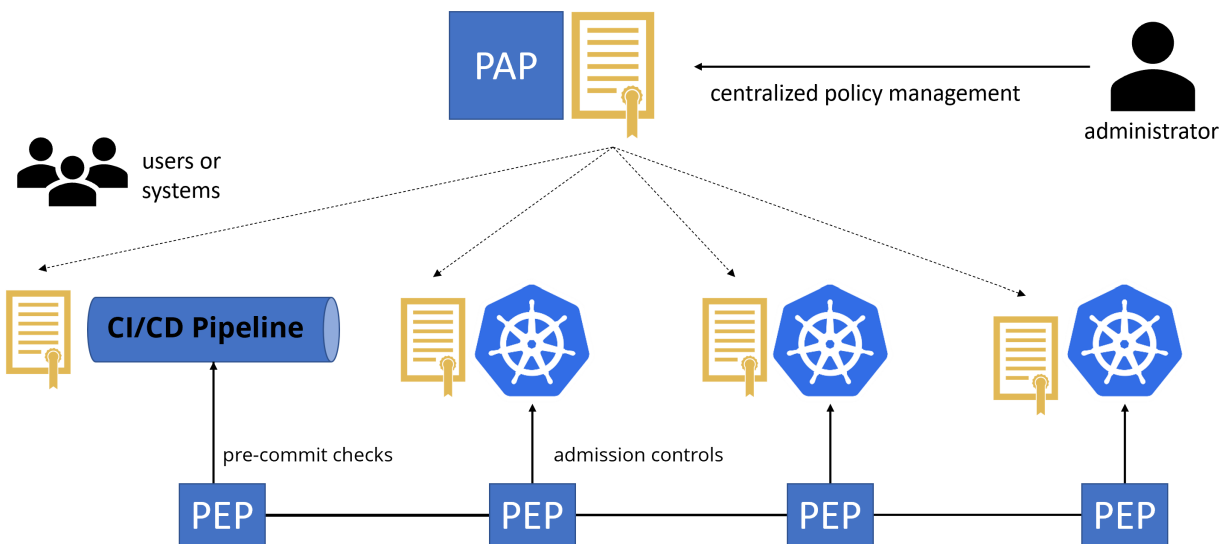 PAP
centralized policy management
administrator
users or
systems
CI/CD Pipeline
pre-commit checks
admission controls
PEP
PEP
PEP
PEP